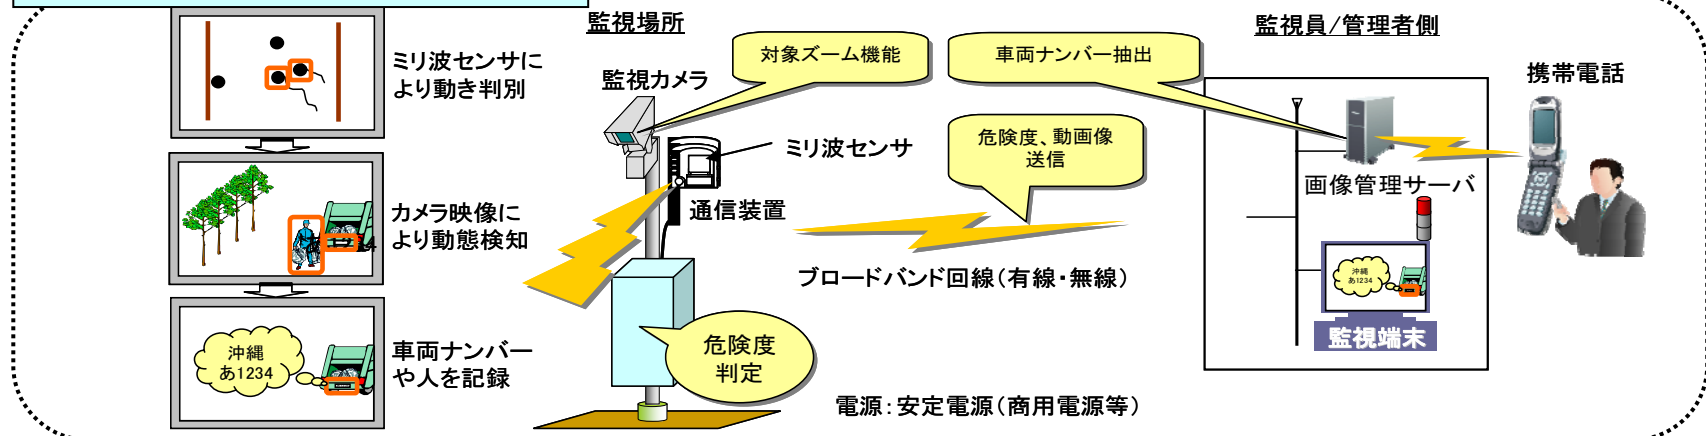 監視場所
監視員/管理者側
対象ズーム機能
車両ナンバー抽出
ミリ波センサに
より動き判別
監視カメラ
携帯電話
危険度、動画像
送信
ミリ波センサ
画像管理サーバ
カメラ映像に
より動態検知
通信装置
ブロードバンド回線(有線・無線)
沖縄
あ1234
監視端末
沖縄
あ1234
車両ナンバー
や人を記録
危険度
判定
電源:安定電源(商用電源等)